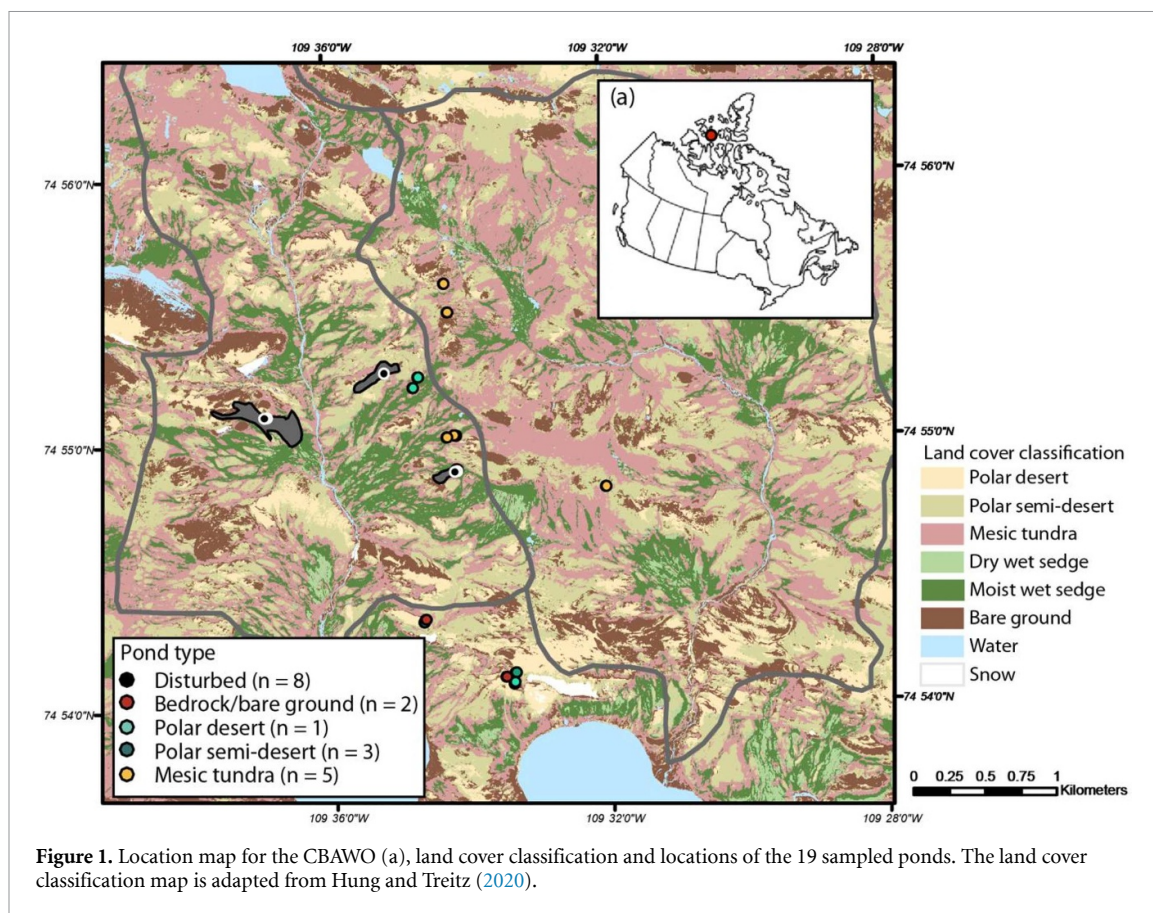 109 36'0"W
109 32'0"W
109 28'0"W
(a)
74 56'0"N
74 56'0"N
74 55'0"N
74 55'0"N
Land cover classification
Polar desert
Polar semi-desert
Mesic tundra
Dry wet sedge
Moist wet sedge
Bare ground
Water
Snow
Pond type
Disturbed (n = 8)
Bedrock/bare ground (n = 2)
Polar desert (n = 1)
Polar semi-desert (n = 3)
Mesic tundra (n = 5)
74 54'0"N
74 54'0"N
0 0.25 0.5 0.75 1
Kilometers
109 36'0"W
109 32'0"W
109 28'0"W
Figure 1. Location map for the CBAWO (a), land cover classification and locations of the 19 sampled ponds. The land cover
classification map is adapted from Hung and Treitz (2020).